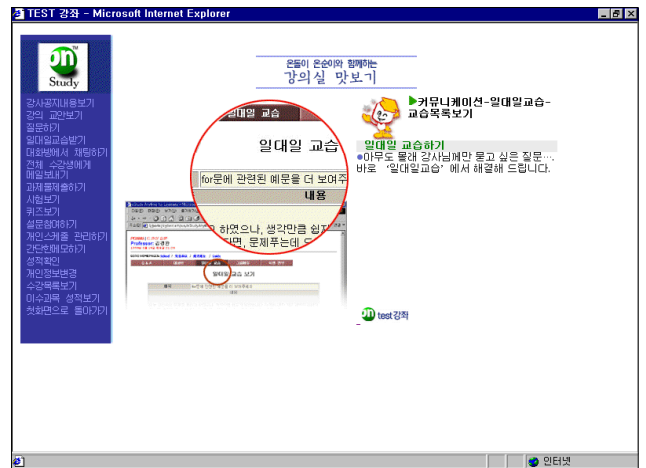 TEST 강좌 - Microsoft Internet Explorer
on
Study
강사공지내용보기
강의 교안보기
질문하기
일대일교습받기
대화방에서 채팅하기
전체 수강생에게
메일보내기
과제물제출하기
시험보기
퀴즈보기
설문참여하기
개인스케줄 관리하기
간단한메모하기
성적확인
개인정보변경
수강목록보기
이수과목 성적보기
첫화면으로 돌아가기
온돌이 온순이와 함께하는
강의실 맛보기
일대일 교습
일대일 교습
for문에 관련된 예문을 더 보여주
내용
하였으나, 생각만큼 쉽지
다면, 문제푸는데
일대일 교습 보기
▶커뮤니케이션-일대일교습-
교습목록보기
일대일 교습하기
●아무도 몰래 강사님께만 묻고 싶은 질문…
바로 ‘일대일교습’ 에서 해결해 드립니다.
on test강좌
인터넷